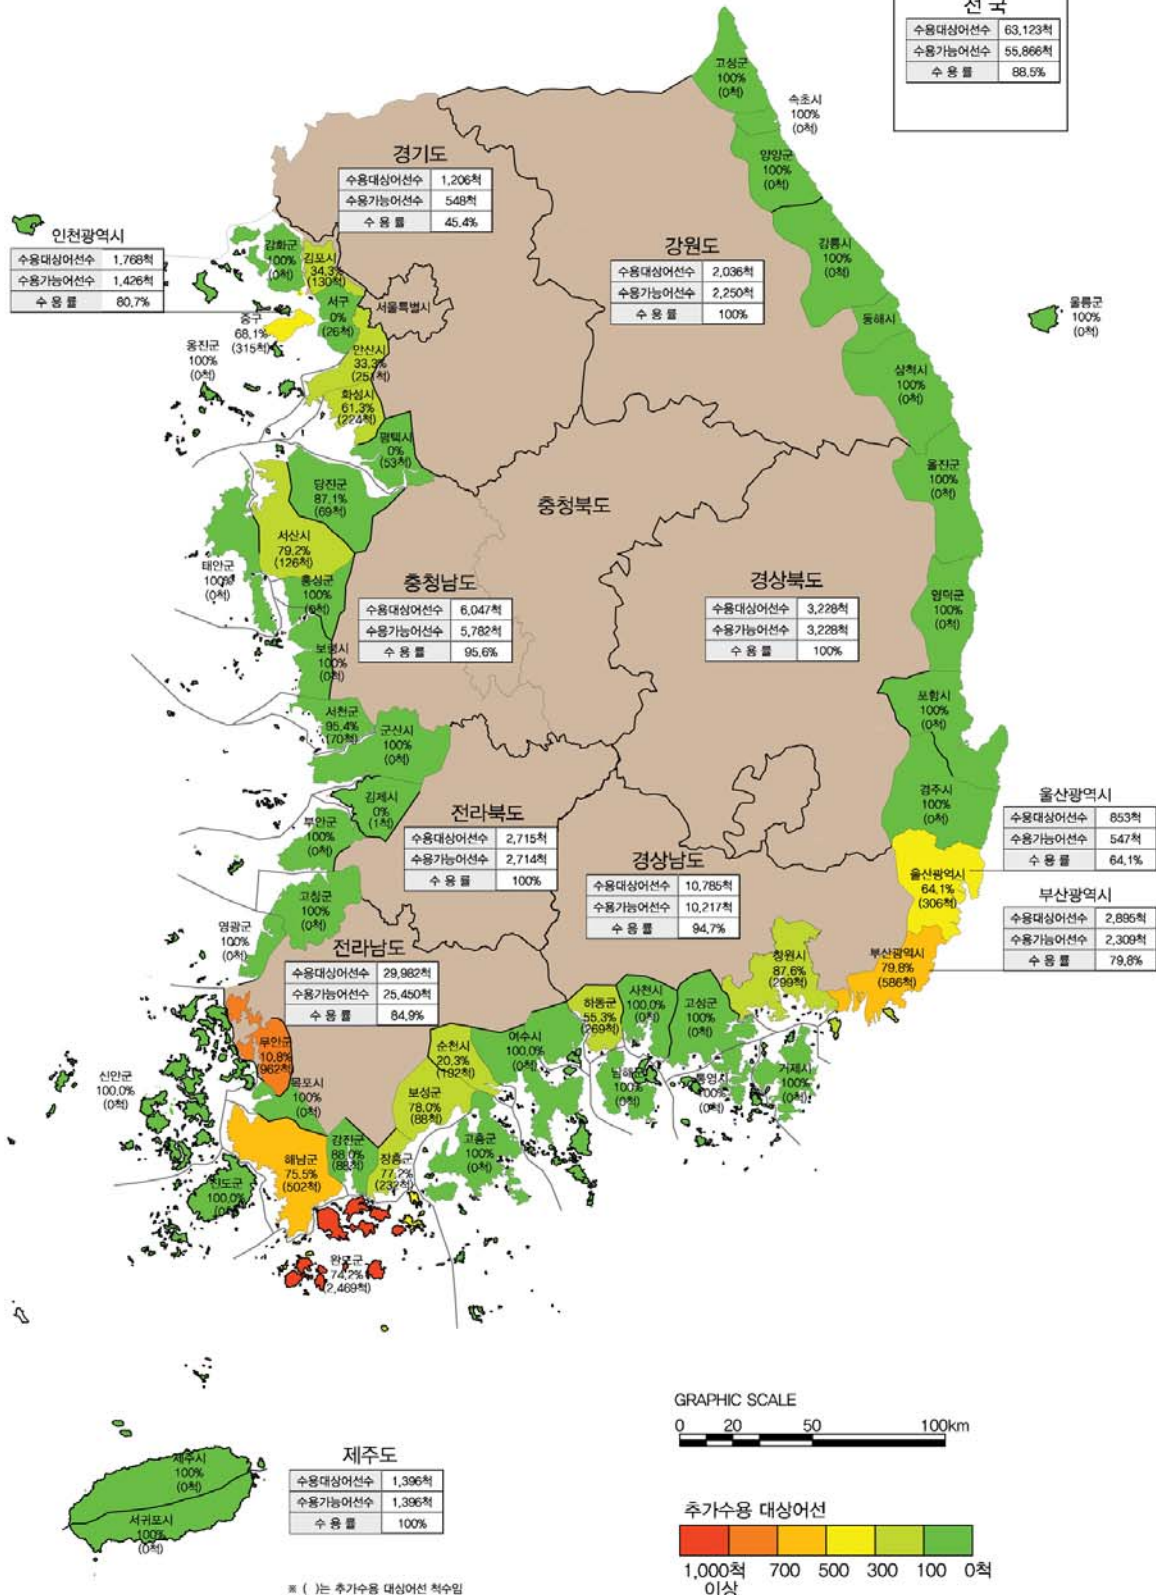 전 국
수용대상어선수 63,123척
수용가능어선수 55,866척
수 용 률 88.5%
고성군
100%
(0척)
속초시
100%
(0척)
양양군
100%
(0척)
경기도
수용대상어선수 1,206척
수용가능어선수 548척
수 용 률 45.4%
인천광역시
수용대상어선수 1,768척
수용가능어선수 1,426척
수 용 률 80.7%
강화군
100%
(0척)
김포시
34.3%
(130척)
서구
0%
(26척)
서울특별시
중구
68.1%
(315척)
옹진군
100%
(0척)
안산시
33.3%
(251척)
화성시
61.3%
(224척)
평택시
0%
(53척)
강원도
수용대상어선수 2,036척
수용가능어선수 2,250척
수 용 률 100%
강릉시
100%
(0척)
동해시
삼척시
100%
(0척)
울릉군
100%
(0척)
울진군
100%
(0척)
당진군
87.1%
(69척)
서산시
79.2%
(126척)
태안군
100%
(0척)
홍성군
100%
(0척)
보령시
100%
(0척)
서천군
95.4%
(70척)
충청북도
충청남도
수용대상어선수 6,047척
수용가능어선수 5,782척
수 용 률 95.6%
경상북도
수용대상어선수 3,228척
수용가능어선수 3,228척
수 용 률 100%
영덕군
100%
(0척)
포항시
100%
(0척)
경주시
100%
(0척)
군산시
100%
(0척)
김제시
0%
(1척)
부안군
100%
(0척)
고창군
100%
(0척)
전라북도
수용대상어선수 2,715척
수용가능어선수 2,714척
수 용 률 100%
경상남도
수용대상어선수 10,785척
수용가능어선수 10,217척
수 용 률 94.7%
울산광역시
수용대상어선수 853척
수용가능어선수 547척
수 용 률 64.1%
울산광역시
64.1%
(306척)
부산광역시
수용대상어선수 2,895척
수용가능어선수 2,309척
수 용 률 79.8%
부산광역시
79.8%
(586척)
창원시
87.6%
(299척)
영광군
100%
(0척)
전라남도
수용대상어선수 29,982척
수용가능어선수 25,450척
수 용 률 84.9%
하동군
55.3%
(269척)
사천시
100.0%
(0척)
고성군
100%
(0척)
남해군
100%
(0척)
통영시
100%
(0척)
거제시
100%
(0척)
여수시
100.0%
(0척)
순천시
20.3%
(192척)
보성군
78.0%
(88척)
고흥군
100%
(0척)
무안군
10.8%
(962척)
목포시
100%
(0척)
신안군
100.0%
(0척)
강진군
88.0%
(88척)
장흥군
77.2%
(232척)
해남군
75.5%
(502척)
진도군
100.0%
(0척)
완도군
74.2%
(2,469척)
제주시
100%
(0척)
서귀포시
100%
(0척)
제주도
수용대상어선수 1,396척
수용가능어선수 1,396척
수 용 률 100%
※ ( )는 추가수용 대상어선 척수임
GRAPHIC SCALE
0 20 50 100km
추가수용 대상어선
1,000척 700 500 300 100 0척
이상